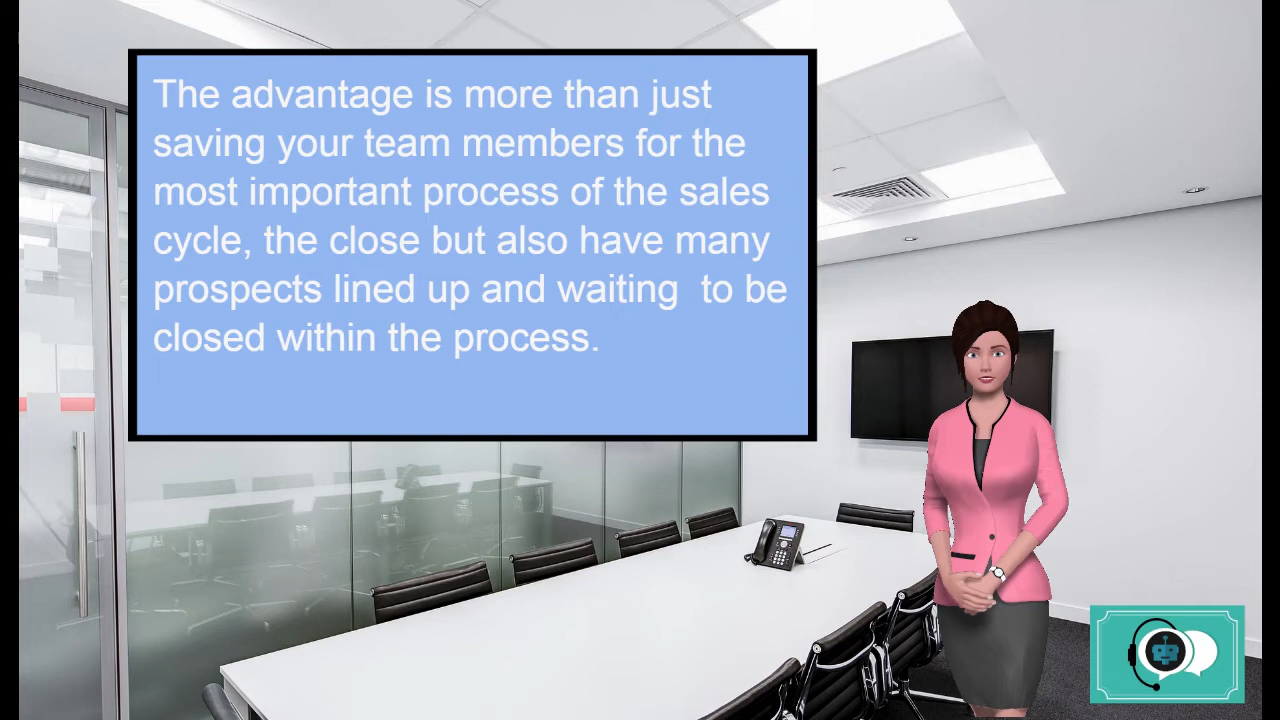 The advantage is more than just
saving your team members for the
most important process of the sales
cycle, the close but also have many
prospects lined up and waiting  to be
closed within the process.